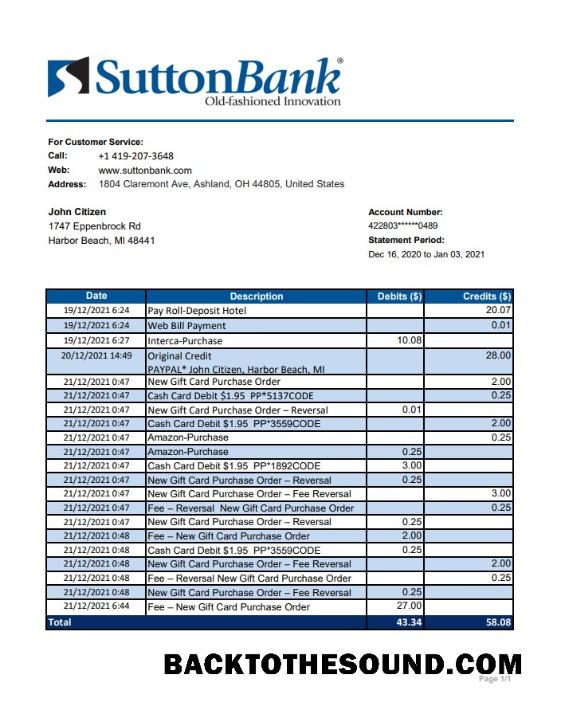 SuttonBank®
Old-fashioned Innovation
For Customer Service:
Call: +1 419-207-3648
Web: www.suttonbank.com
Address: 1804 Claremont Ave, Ashland, OH 44805, United States
John Citizen
1747 Eppenbrock Rd
Harbor Beach, MI 48441
Account Number:
422803******0489
Statement Period:
Dec 16, 2020 to Jan 03, 2021
Date Description Debits ($) Credits ($)
19/12/2021 6:24 Pay Roll-Deposit Hotel 20.07
19/12/2021 6:24 Web Bill Payment 0.01
19/12/2021 6:27 Interca-Purchase 10.08
20/12/2021 14:49 Original Credit 28.00
PAYPAL* John Citizen, Harbor Beach, MI
21/12/2021 0:47 New Gift Card Purchase Order 2.00
21/12/2021 0:47 Cash Card Debit $1.95 PP*5137CODE 0.25
21/12/2021 0:47 New Gift Card Purchase Order – Reversal 0.01
21/12/2021 0:47 Cash Card Debit $1.95 PP*3559CODE 2.00
21/12/2021 0:47 Amazon-Purchase 0.25
21/12/2021 0:47 Amazon-Purchase 0.25
21/12/2021 0:47 Cash Card Debit $1.95 PP*1892CODE 3.00
21/12/2021 0:47 New Gift Card Purchase Order – Reversal 0.25
21/12/2021 0:47 New Gift Card Purchase Order – Fee Reversal 3.00
21/12/2021 0:47 Fee – Reversal New Gift Card Purchase Order 0.25
21/12/2021 0:47 New Gift Card Purchase Order – Reversal 0.25
21/12/2021 0:48 Fee – New Gift Card Purchase Order 2.00
21/12/2021 0:48 Cash Card Debit $1.95 PP*3559CODE 0.25
21/12/2021 0:48 New Gift Card Purchase Order – Fee Reversal 2.00
21/12/2021 0:48 Fee – Reversal New Gift Card Purchase Order 0.25
21/12/2021 0:48 New Gift Card Purchase Order – Fee Reversal 0.25
21/12/2021 6:44 Fee – New Gift Card Purchase Order 27.00
Total 43.34 58.08
BACKTOTHESOUND.COM
Page 1/1